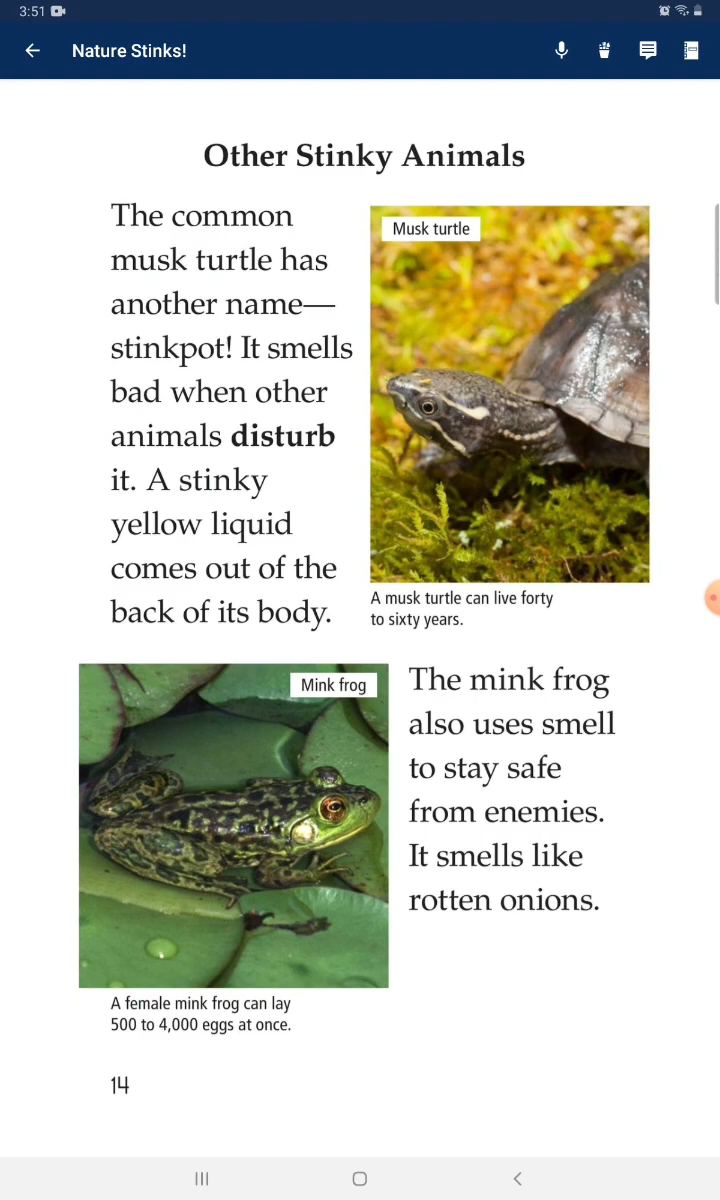 3:51
Nature Stinks!
Other Stinky Animals
The common
musk turtle has
another name—
stinkpot! It smells
bad when other
animals disturb
it. A stinky
yellow liquid
comes out of the
back of its body.
Musk turtle
A musk turtle can live forty
to sixty years.
Mink frog
A female mink frog can lay
500 to 4,000 eggs at once.
The mink frog
also uses smell
to stay safe
from enemies.
It smells like
rotten onions.
14